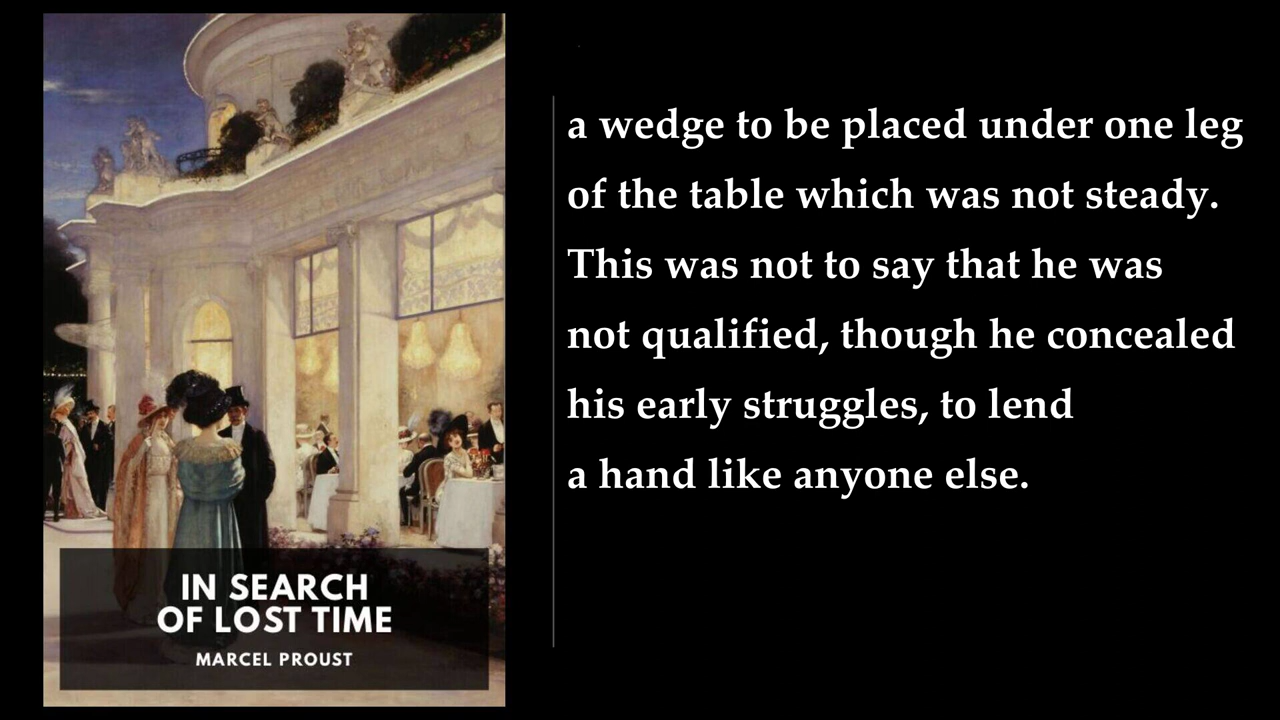 IN SEARCH
OF LOST TIME
MARCEL PROUST
a wedge to be placed under one leg
of the table which was not steady.
This was not to say that he was
not qualified, though he concealed
his early struggles, to lend
a hand like anyone else.